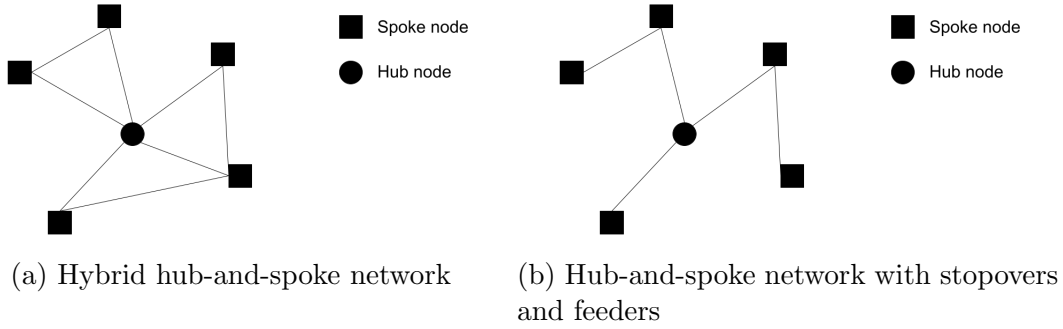 Spoke node
Hub node
Spoke node
Hub node
(a) Hybrid hub-and-spoke network
(b) Hub-and-spoke network with stopovers
and feeders